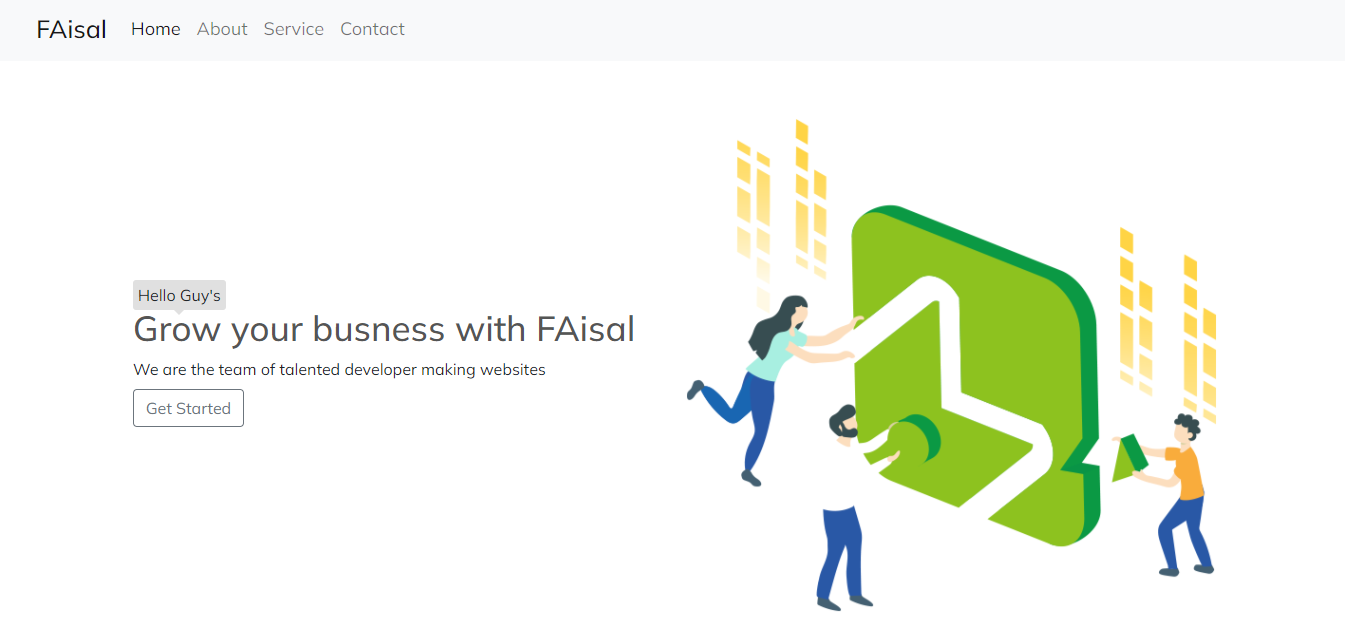 FAisal Home About Service Contact
Hello Guy's
Grow your busness with FAisal
We are the team of talented developer making websites
Get Started